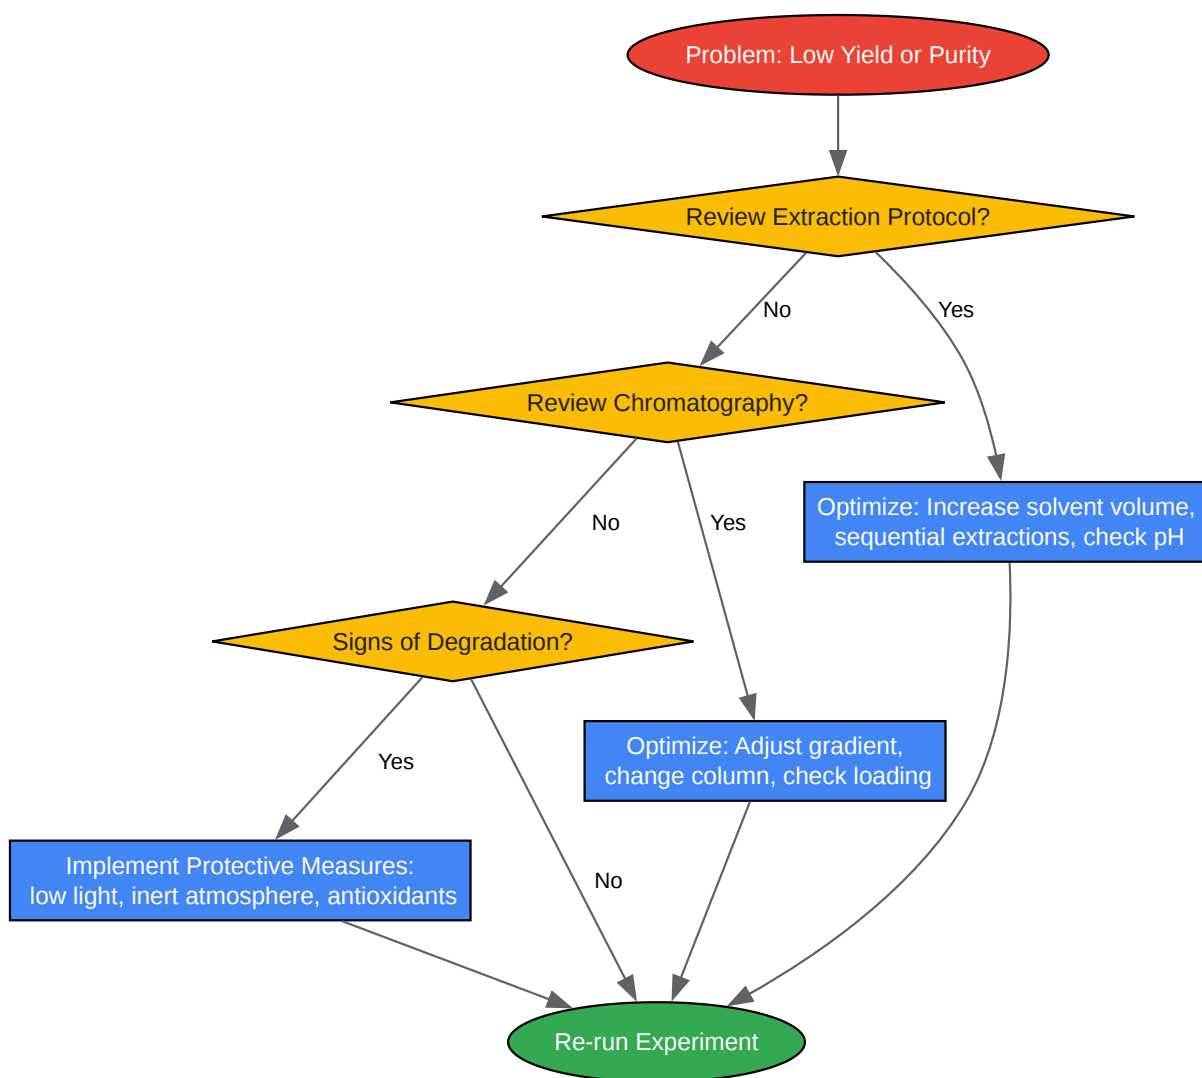 Problem: Low Yield or Purity
Review Extraction Protocol?
No
Yes
Review Chromatography?
Optimize: Increase solvent volume,
sequential extractions, check pH
No
Yes
Signs of Degradation?
Optimize: Adjust gradient,
change column, check loading
Yes
Implement Protective Measures:
low light, inert atmosphere, antioxidants
No
Re-run Experiment